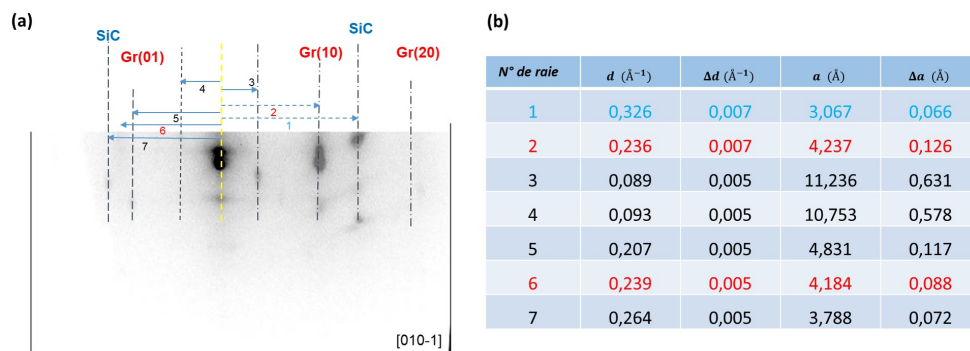 (a)
SiC
SiC
Gr(01)
Gr(10)
Gr(20)
4
3
5
2
6
1
7
[010-1]
(b)
N° de raie d (Å⁻¹) Δd (Å⁻¹) a (Å) Δa (Å)
1 0,326 0,007 3,067 0,066
2 0,236 0,007 4,237 0,126
3 0,089 0,005 11,236 0,631
4 0,093 0,005 10,753 0,578
5 0,207 0,005 4,831 0,117
6 0,239 0,005 4,184 0,088
7 0,264 0,005 3,788 0,072